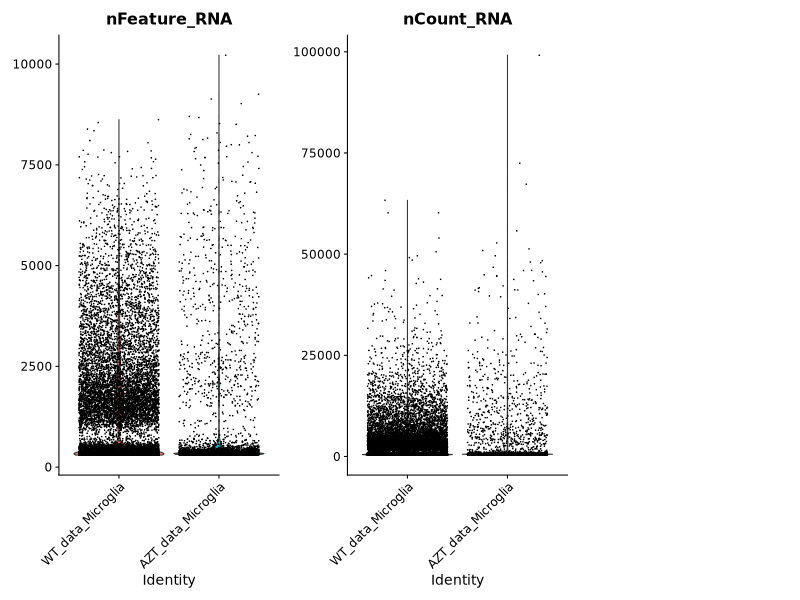 nFeature_RNA
10000
7500
5000
2500
0
WT_data_Microglia
AZT_data_Microglia
Identity
nCount_RNA
100000
75000
50000
25000
0
WT_data_Microglia
AZT_data_Microglia
Identity